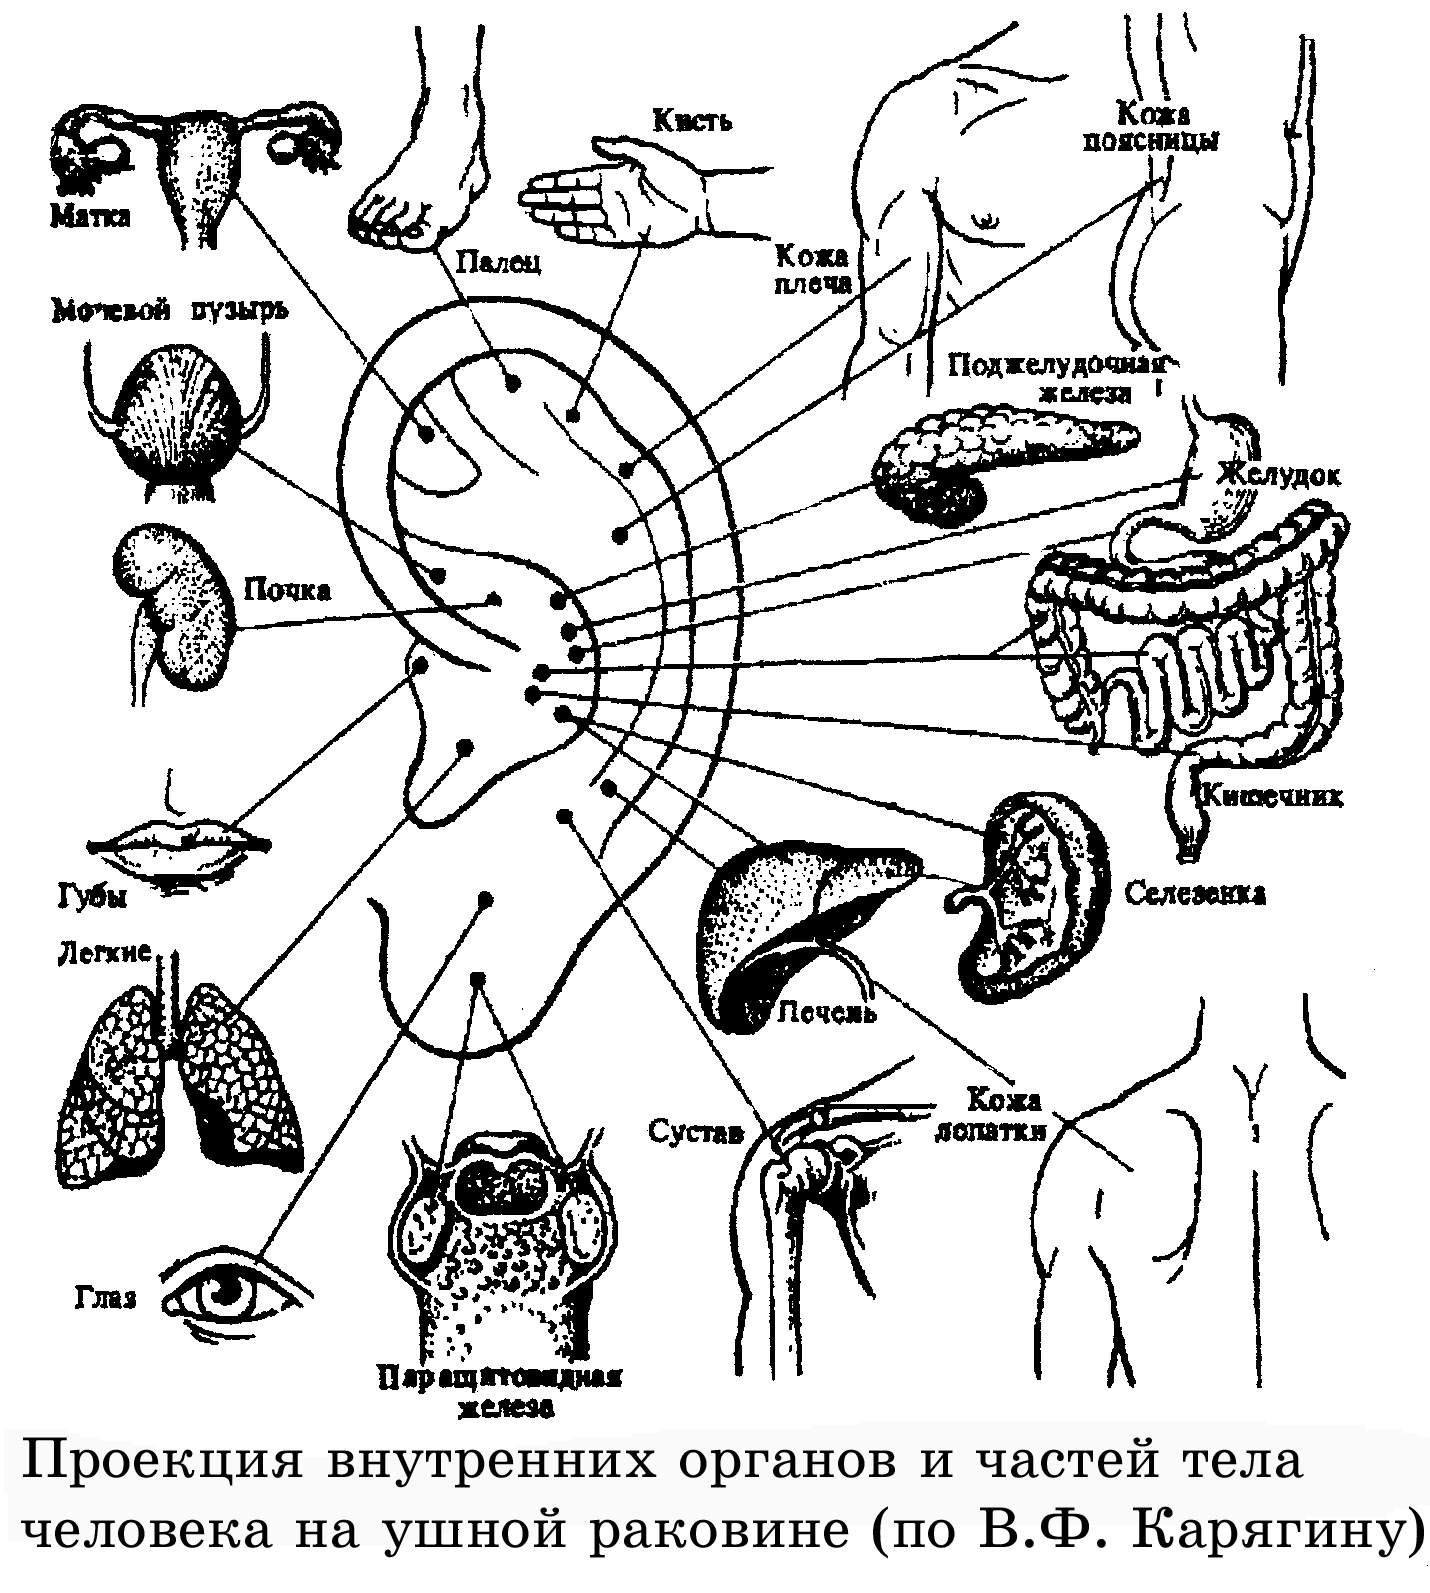 Матка
Палец
Кисть
Кожа
плеча
Кожа
поясницы
Мочевой пузырь
Поджелудочная
железа
Желудок
Почка
Кишечник
Губы
Селезенка
Легкие
Печень
Сустав
Кожа
лопатки
Глаз
Паращитовидная
железа
Проекция внутренних органов и частей тела
человека на ушной раковине (по В.Ф. Карягину)